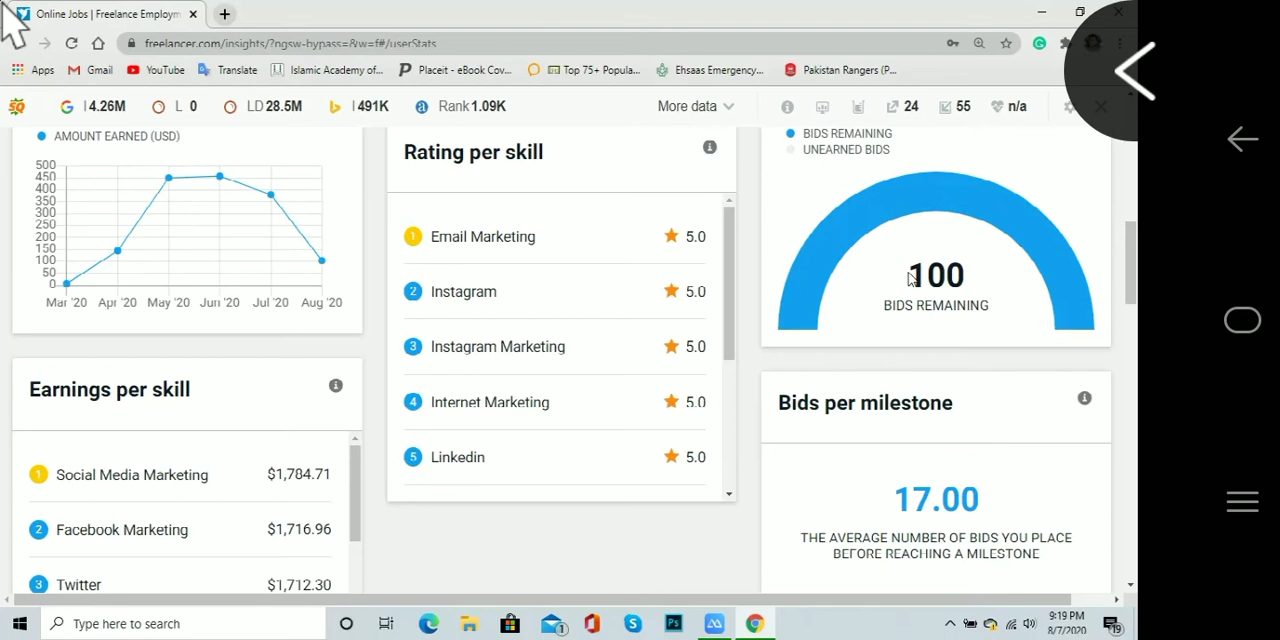 Online Jobs | Freelance Employm
freelancer.com/insights/?ngsw-bypass=&w=f#/userStats
Apps
Gmail
YouTube
Translate
Islamic Academy of...
Placeit - eBook Cov...
Top 75+ Popula...
Ehsaas Emergency...
Pakistan Rangers (P...
I 4.26M
L 0
LD 28.5M
I 491K
Rank 1.09K
More data
24
55
n/a
AMOUNT EARNED (USD)
500
450
400
350
300
250
200
150
100
50
0
Mar '20 Apr '20 May '20 Jun '20 Jul '20 Aug '20
Earnings per skill
1 Social Media Marketing $1,784.71
2 Facebook Marketing $1,716.96
3 Twitter $1,712.30
Rating per skill
1 Email Marketing 5.0
2 Instagram 5.0
3 Instagram Marketing 5.0
4 Internet Marketing 5.0
5 Linkedin 5.0
BIDS REMAINING
UNEARNED BIDS
100
BIDS REMAINING
Bids per milestone
17.00
THE AVERAGE NUMBER OF BIDS YOU PLACE
BEFORE REACHING A MILESTONE
Type here to search
9:19 PM
8/7/2020
19